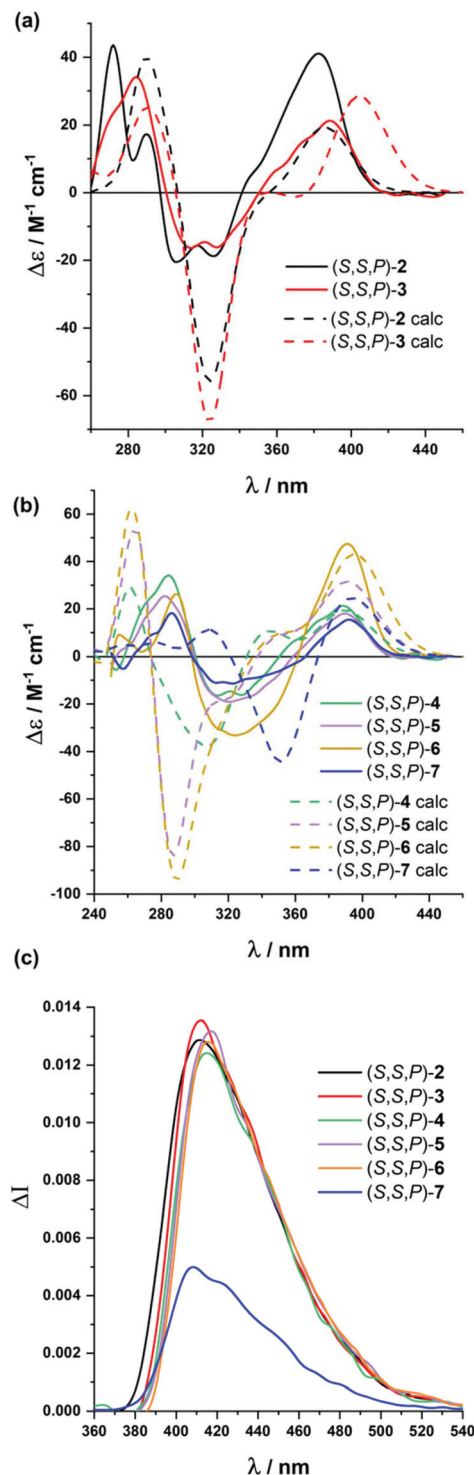 (a)
Δε / M⁻¹ cm⁻¹
40
20
0
-20
-40
-60
(S,S,P)-2
(S,S,P)-3
(S,S,P)-2 calc
(S,S,P)-3 calc
280 320 360 400 440
λ / nm
(b)
Δε / M⁻¹ cm⁻¹
60
40
20
0
-20
-40
-60
-80
-100
(S,S,P)-4
(S,S,P)-5
(S,S,P)-6
(S,S,P)-7
(S,S,P)-4 calc
(S,S,P)-5 calc
(S,S,P)-6 calc
(S,S,P)-7 calc
240 280 320 360 400 440
λ / nm
(c)
ΔI
0.014
0.012
0.010
0.008
0.006
0.004
0.002
0.000
(S,S,P)-2
(S,S,P)-3
(S,S,P)-4
(S,S,P)-5
(S,S,P)-6
(S,S,P)-7
360 380 400 420 440 460 480 500 520 540
λ / nm